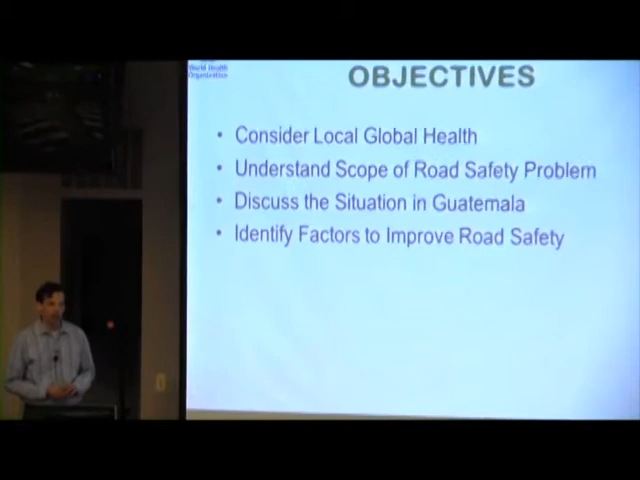 World Health
Organization
OBJECTIVES
• Consider Local Global Health
• Understand Scope of Road Safety Problem
• Discuss the Situation in Guatemala
• Identify Factors to Improve Road Safety